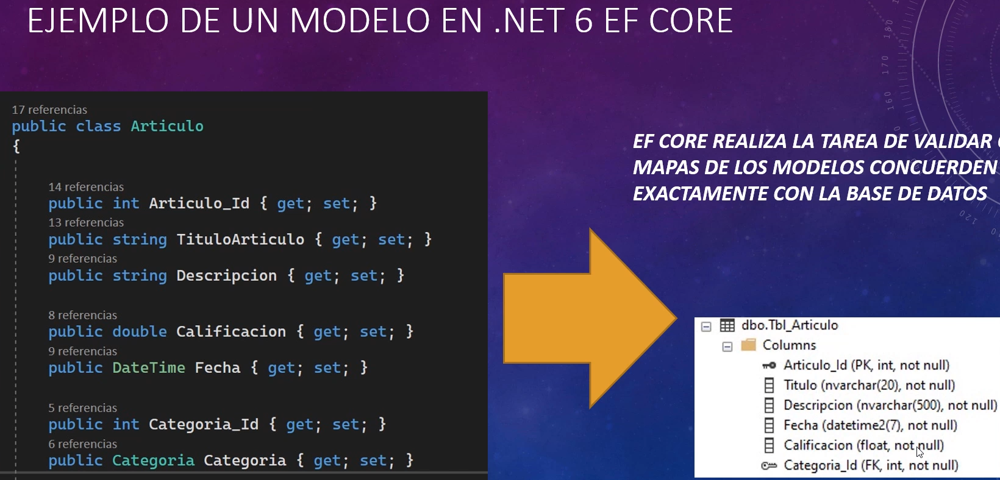 EJEMPLO DE UN MODELO EN .NET 6 EF CORE
17 referencias
public class Articulo
{
14 referencias
public int Articulo_Id { get; set; }
13 referencias
public string TituloArticulo { get; set; }
9 referencias
public string Descripcion { get; set; }
8 referencias
public double Calificacion { get; set; }
9 referencias
public DateTime Fecha { get; set; }
5 referencias
public int Categoria_Id { get; set; }
6 referencias
public Categoria Categoria { get; set; }
EF CORE REALIZA LA TAREA DE VALIDAR
MAPAS DE LOS MODELOS CONCUERDEN
EXACTAMENTE CON LA BASE DE DATOS
dbo.Tbl_Articulo
Columns
Articulo_Id (PK, int, not null)
Titulo (nvarchar(20), not null)
Descripcion (nvarchar(500), not null)
Fecha (datetime2(7), not null)
Calificacion (float, not null)
Categoria_Id (FK, int, not null)
180
170
160
120